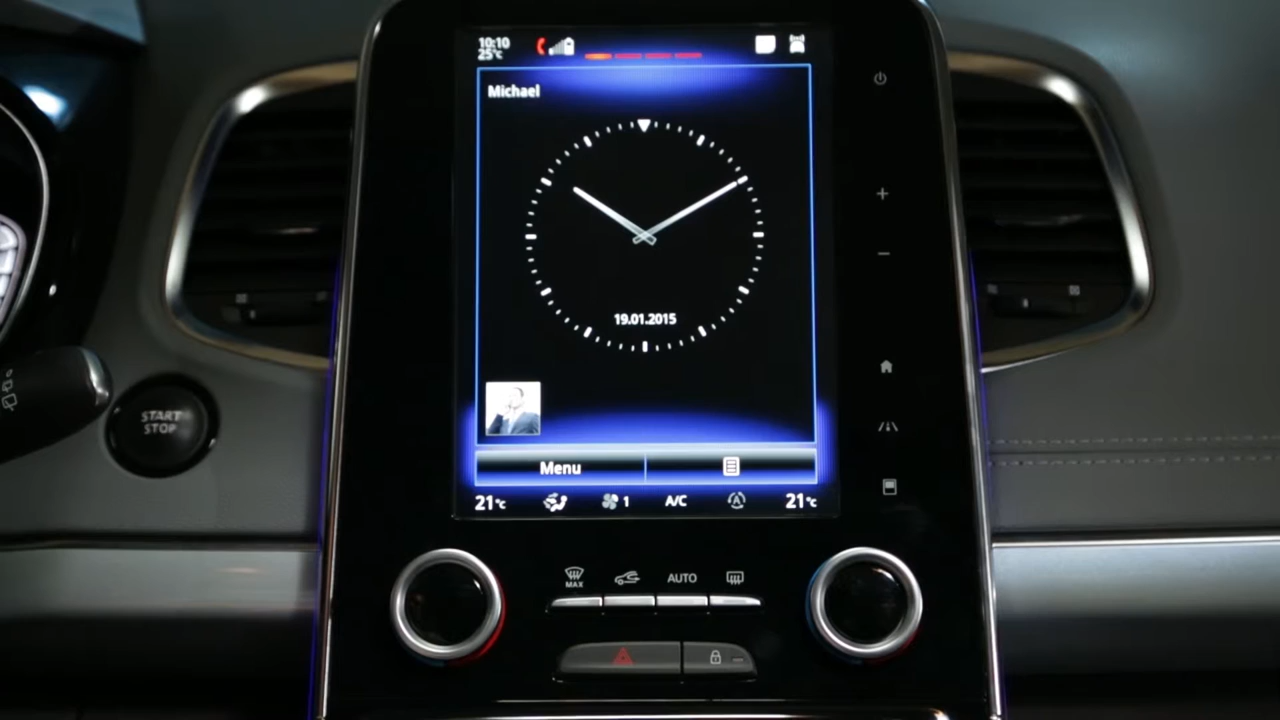 10:10
25°C
Michael
19.01.2015
START
STOP
Menu
21°C 1 A/C A 21°C
MAX
AUTO